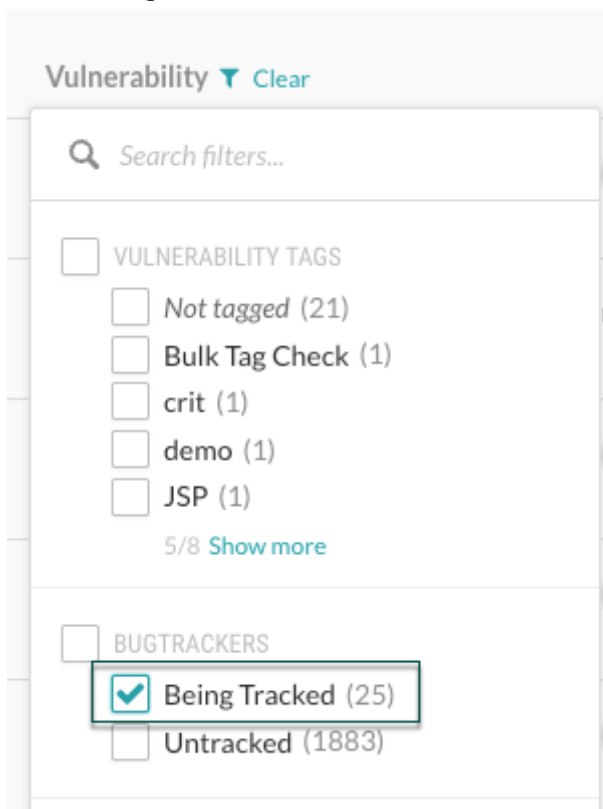 Vulnerability Clear
Search filters...
VULNERABILITY TAGS
Not tagged (21)
Bulk Tag Check (1)
crit (1)
demo (1)
JSP (1)
5/8 Show more
BUGTRACKERS
Being Tracked (25)
Untracked (1883)